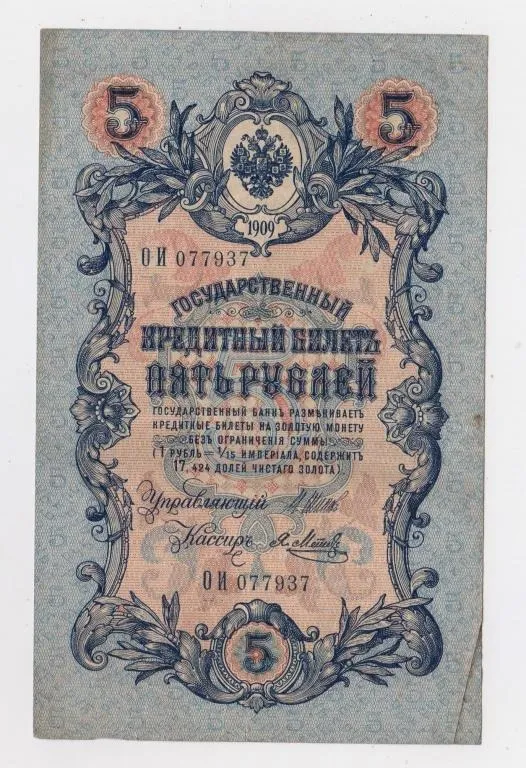 5 5
1909
ОИ 077937
ГОСУДАРСТВЕННЫЙ
КРЕДИТНЫЙ БИЛЕТЪ
ПЯТЬ РУБЛЕЙ
ГОСУДАРСТВЕННЫЙ БАНКЪ РАЗМѢНИВАЕТЪ
КРЕДИТНЫЕ БИЛЕТЫ НА ЗОЛОТУЮ МОНЕТУ
БЕЗЪ ОГРАНИЧЕНІЯ СУММЫ
(1 РУБЛЬ = 1/15 ИМПЕРІАЛА, СОДЕРЖИТЪ
17,424 ДОЛЕЙ ЧИСТАГО ЗОЛОТА)
Управляющій
Кассиръ
ОИ 077937
5